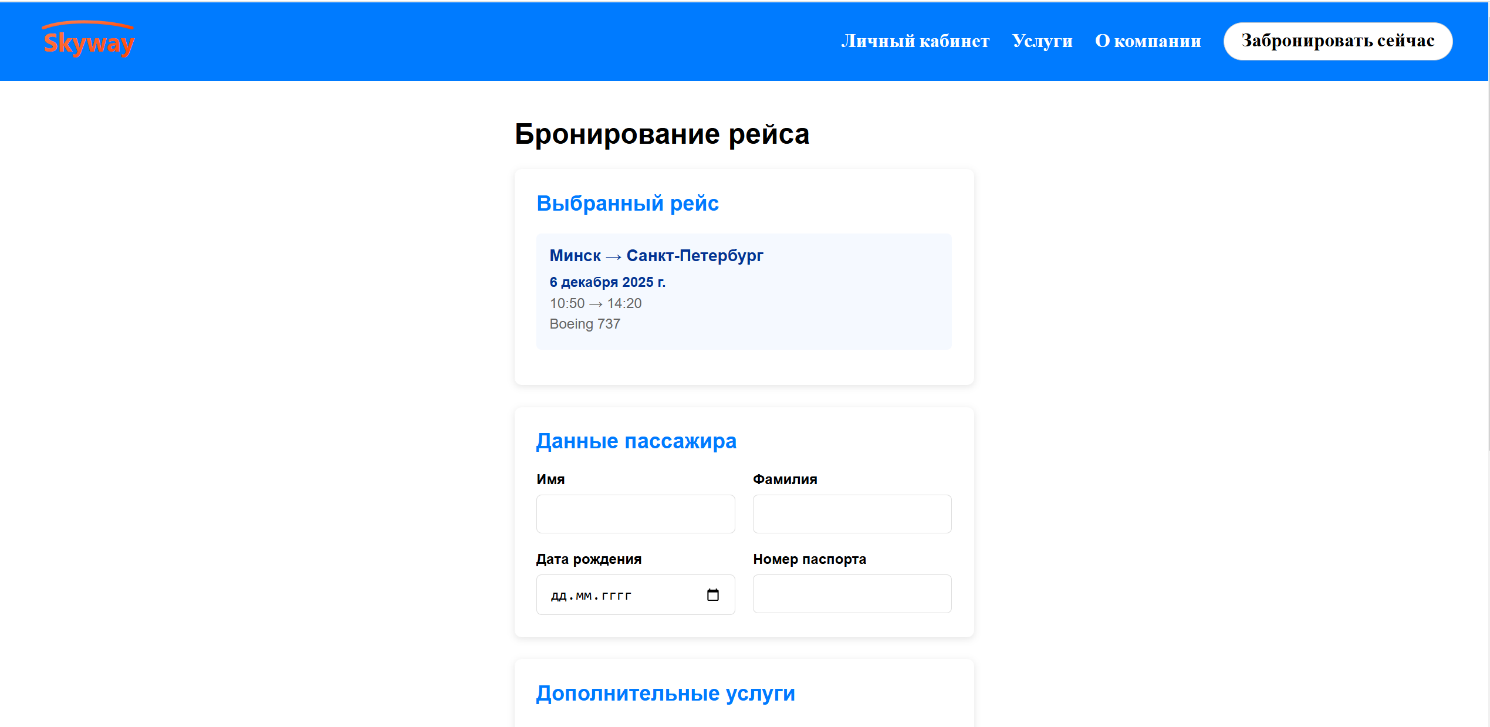 Skyway
Личный кабинет Услуги О компании Забронировать сейчас
Бронирование рейса
Выбранный рейс
Минск → Санкт-Петербург
6 декабря 2025 г.
10:50 → 14:20
Boeing 737
Данные пассажира
Имя Фамилия
Дата рождения Номер паспорта
дд.мм.гггг
Дополнительные услуги